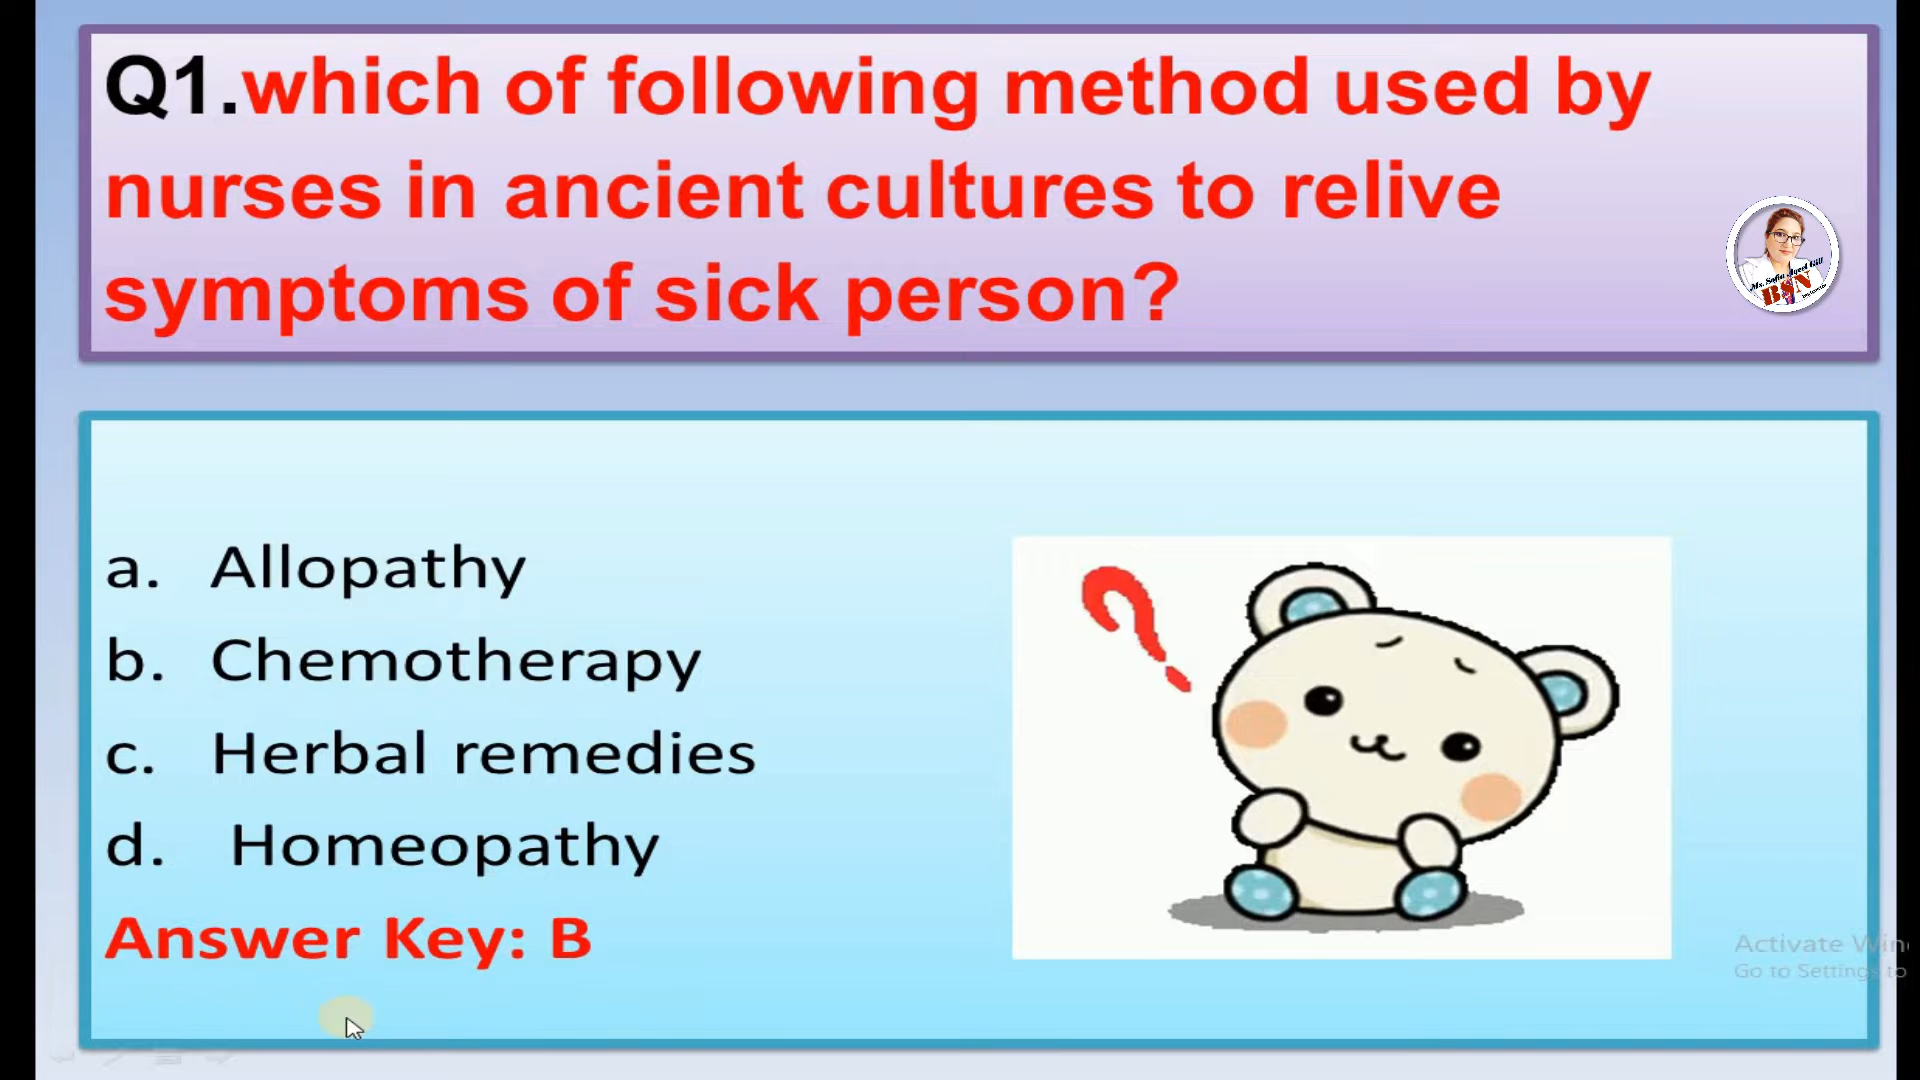 Q1.which of following method used by
nurses in ancient cultures to relive
symptoms of sick person?
BSN
a. Allopathy
b. Chemotherapy
c. Herbal remedies
d. Homeopathy
Answer Key: B
Activate Win
Go to Settings to